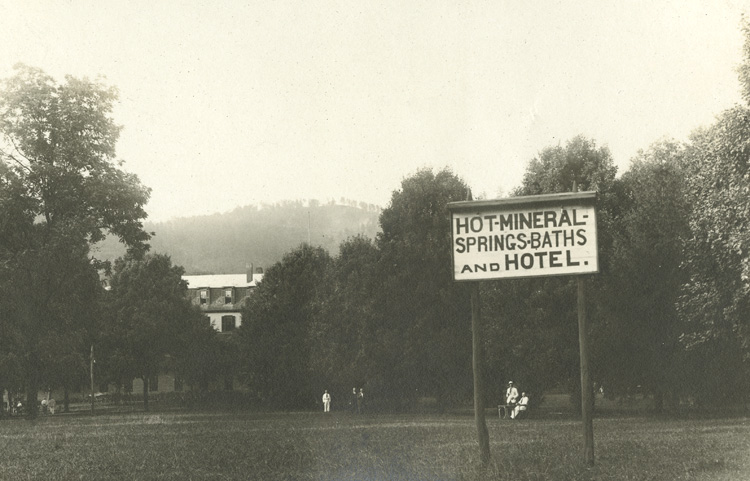 HOT-MINERAL-
SPRINGS-BATHS
AND HOTEL.